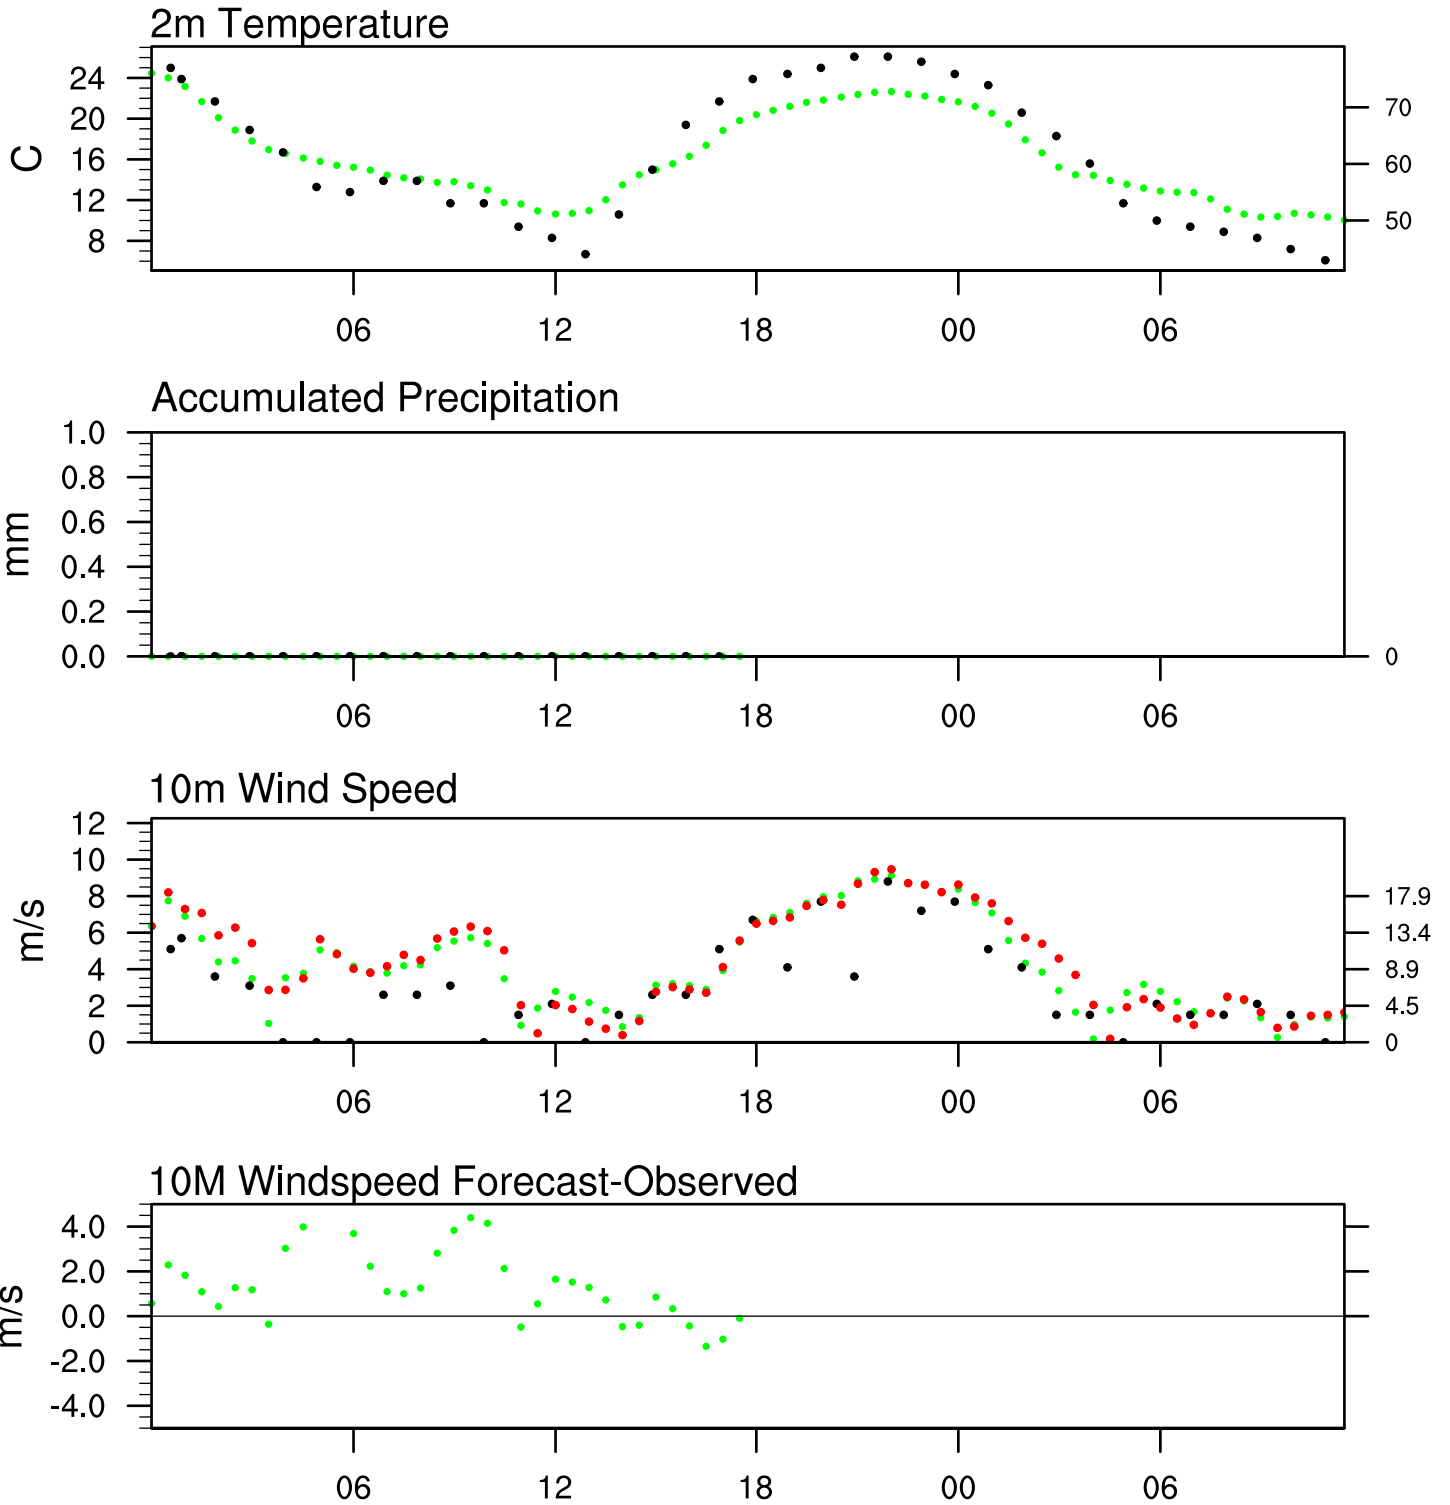 2m Temperature
C
24
20
16
12
8
70
60
50
06 12 18 00 06
Accumulated Precipitation
mm
1.0
0.8
0.6
0.4
0.2
0.0
0
06 12 18 00 06
10m Wind Speed
m/s
12
10
8
6
4
2
0
17.9
13.4
8.9
4.5
0
06 12 18 00 06
10M Windspeed Forecast-Observed
m/s
4.0
2.0
0.0
-2.0
-4.0
06 12 18 00 06